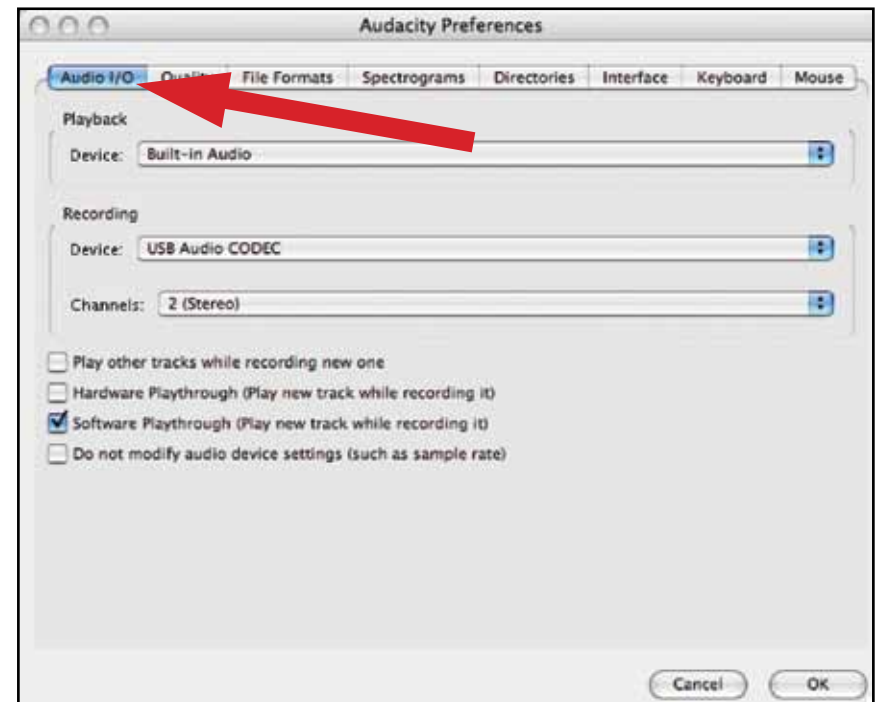 Audacity Preferences
Audio I/O Quality File Formats Spectrograms Directories Interface Keyboard Mouse
Playback
Device: Built-in Audio
Recording
Device: USB Audio CODEC
Channels: 2 (Stereo)
Play other tracks while recording new one
Hardware Playthrough (Play new track while recording it)
Software Playthrough (Play new track while recording it)
Do not modify audio device settings (such as sample rate)
Cancel OK